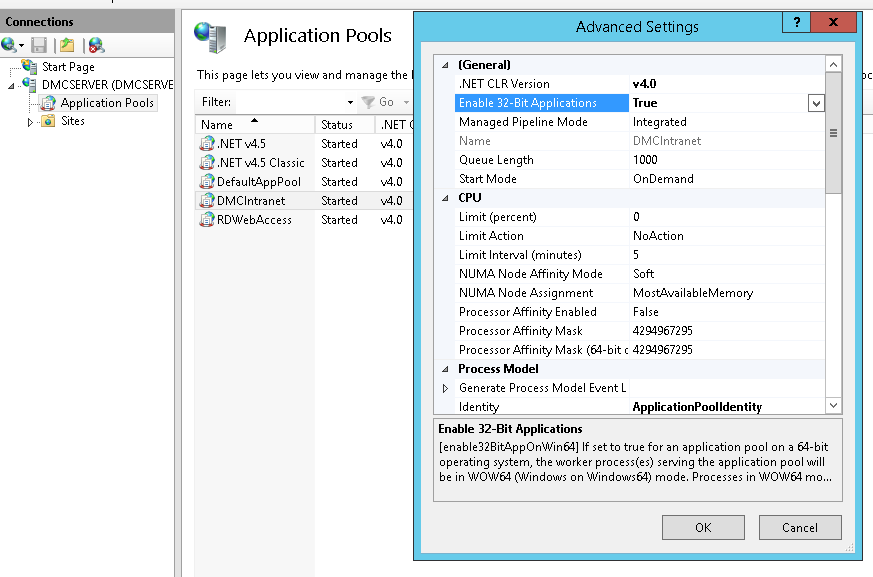 Connections
Start Page
DMCSERVER (DMCSERVE
Application Pools
Sites
Application Pools
This page lets you view and manage the
Filter:
Go
Name Status .NET C
.NET v4.5 Started v4.0
.NET v4.5 Classic Started v4.0
DefaultAppPool Started v4.0
DMCIntranet Started v4.0
RDWebAccess Started v4.0
Advanced Settings
?
x
(General)
.NET CLR Version v4.0
Enable 32-Bit Applications True
Managed Pipeline Mode Integrated
Name DMCIntranet
Queue Length 1000
Start Mode OnDemand
CPU
Limit (percent) 0
Limit Action NoAction
Limit Interval (minutes) 5
NUMA Node Affinity Mode Soft
NUMA Node Assignment MostAvailableMemory
Processor Affinity Enabled False
Processor Affinity Mask 4294967295
Processor Affinity Mask (64-bit c 4294967295
Process Model
Generate Process Model Event L
Identity ApplicationPoolIdentity
Enable 32-Bit Applications
[enable32BitAppOnWin64] If set to true for an application pool on a 64-bit
operating system, the worker process(es) serving the application pool will
be in WOW64 (Windows on Windows64) mode. Processes in WOW64 mo...
OK
Cancel